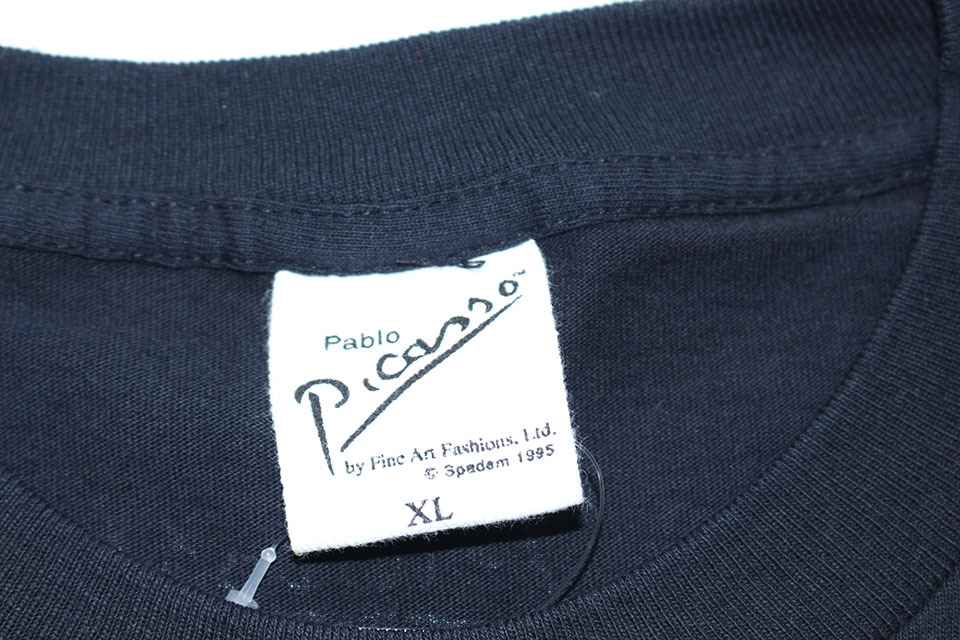 Pablo
Picasso
by Fine Art Fashions, Ltd.
© Spadem 1995
XL